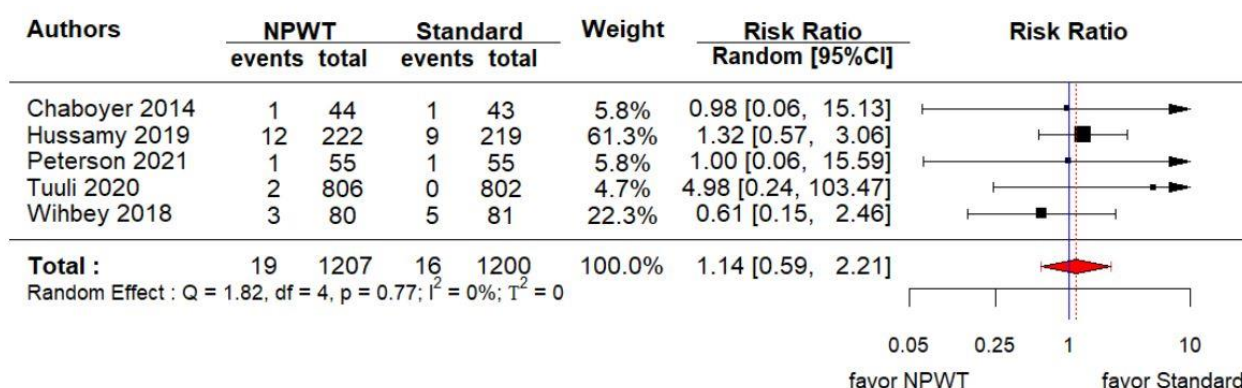 Authors NPWT Standard Weight Risk Ratio Risk Ratio
events total events total Random [95%CI]
Chaboyer 2014 1 44 1 43 5.8% 0.98 [0.06, 15.13]
Hussamy 2019 12 222 9 219 61.3% 1.32 [0.57, 3.06]
Peterson 2021 1 55 1 55 5.8% 1.00 [0.06, 15.59]
Tuuli 2020 2 806 0 802 4.7% 4.98 [0.24, 103.47]
Wihbey 2018 3 80 5 81 22.3% 0.61 [0.15, 2.46]
Total : 19 1207 16 1200 100.0% 1.14 [0.59, 2.21]
Random Effect : Q = 1.82, df = 4, p = 0.77; I² = 0%; T² = 0
0.05 0.25 1 10
favor NPWT favor Standard